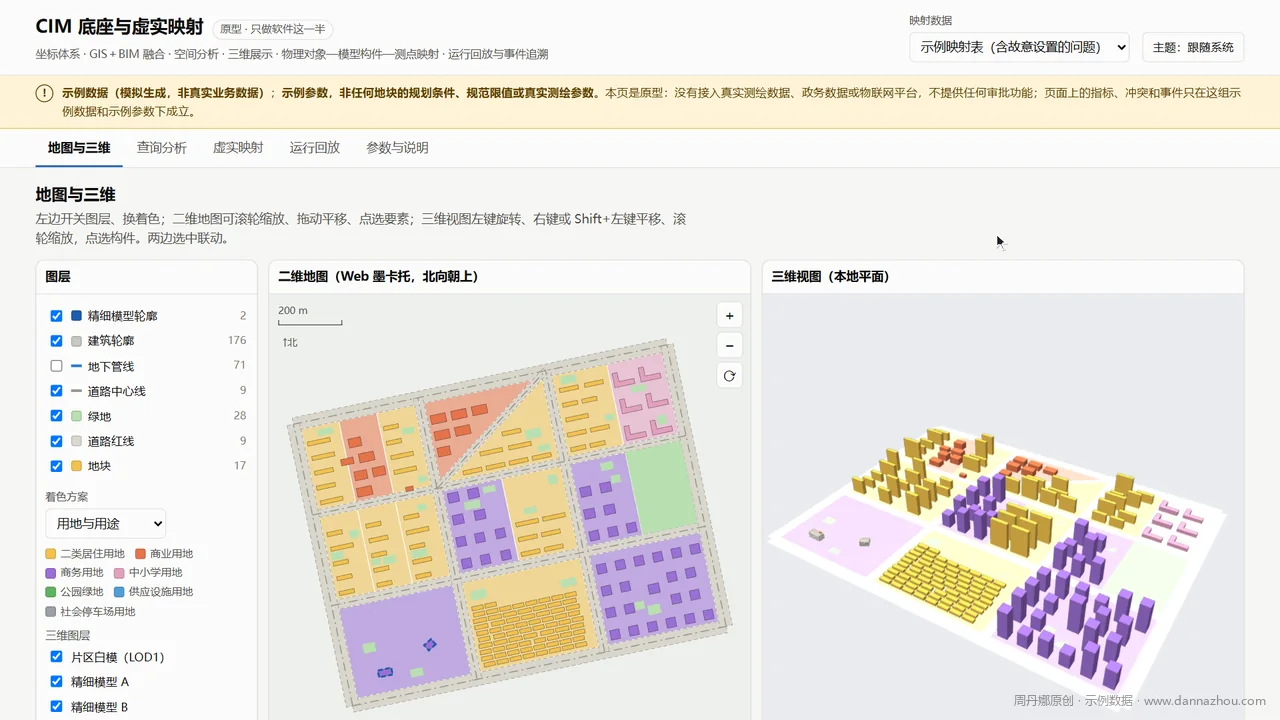 CIM 底座与虚实映射
原型 · 只做软件这一半
坐标体系 · GIS + BIM 融合 · 空间分析 · 三维展示 · 物理对象—模型构件—测点映射 · 运行回放与事件追溯
映射数据
示例映射表（含故意设置的问题）
主题：跟随系统
示例数据（模拟生成，非真实业务数据）；示例参数，非任何地块的规划条件、规范限值或真实测绘参数。本页是原型：没有接入真实测绘数据、政务数据或物联网平台，不提供任何审批功能；页面上的指标、冲突和事件只在这组示
例数据和示例参数下成立。
地图与三维
查询分析
虚实映射
运行回放
参数与说明
地图与三维
左边开关图层、换着色；二维地图可滚轮缩放、拖动平移、点选要素；三维视图左键旋转、右键或 Shift+左键平移、滚
轮缩放，点选构件。两边选中联动。
图层
精细模型轮廓 2
建筑轮廓 176
地下管线 71
道路中心线 9
绿地 28
道路红线 9
地块 17
着色方案
用地与用途
二类居住用地 商业用地
商务用地 中小学用地
公园绿地 供应设施用地
社会停车场用地
三维图层
片区白模（LOD1）
精细模型 A
精细模型 B
二维地图（Web 墨卡托，北向朝上）
200 m
↑北
+
−
三维视图（本地平面）
周丹娜原创 · 示例数据 · www.dannazhou.com